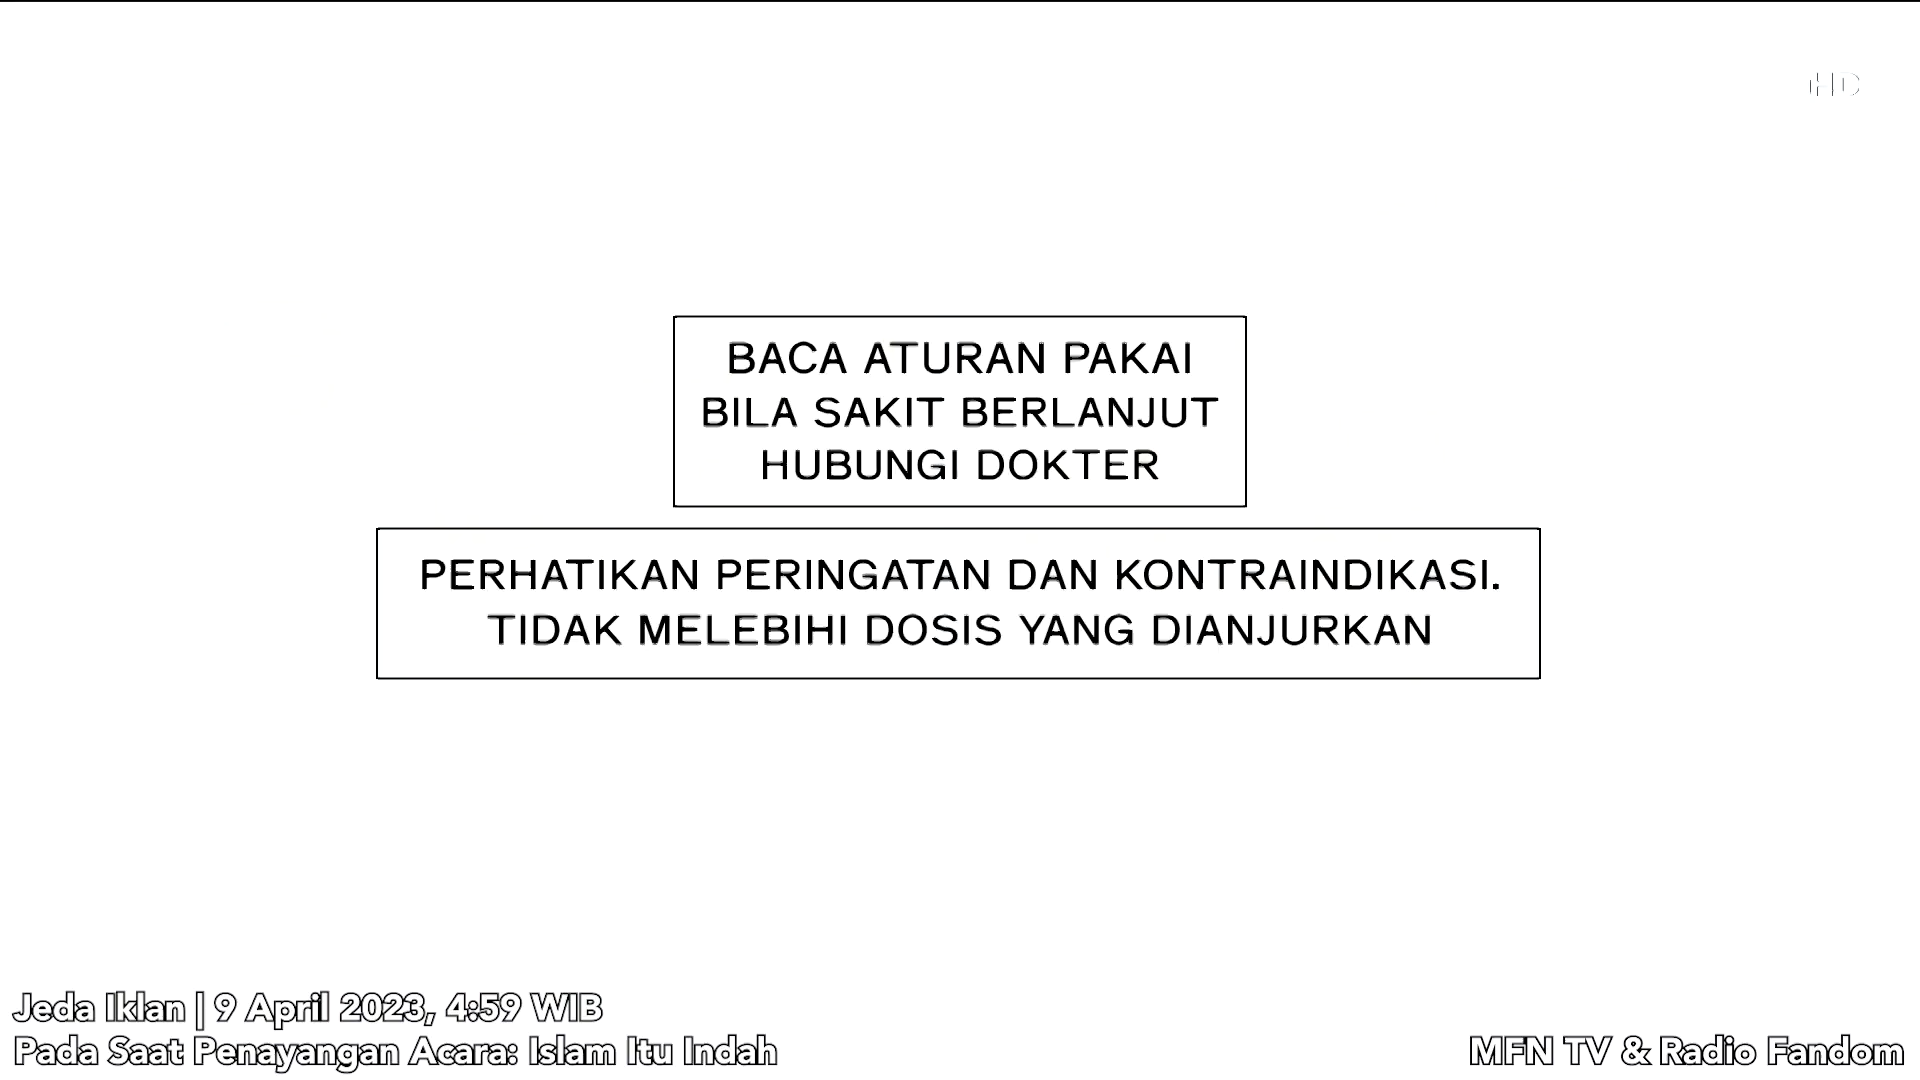 HD
BACA ATURAN PAKAI
BILA SAKIT BERLANJUT
HUBUNGI DOKTER
PERHATIKAN PERINGATAN DAN KONTRAINDIKASI.
TIDAK MELEBIHI DOSIS YANG DIANJURKAN
Jeda Iklan | 9 April 2023, 4:59 WIB
Pada Saat Penayangan Acara: Islam Itu Indah
MFN TV & Radio Fandom